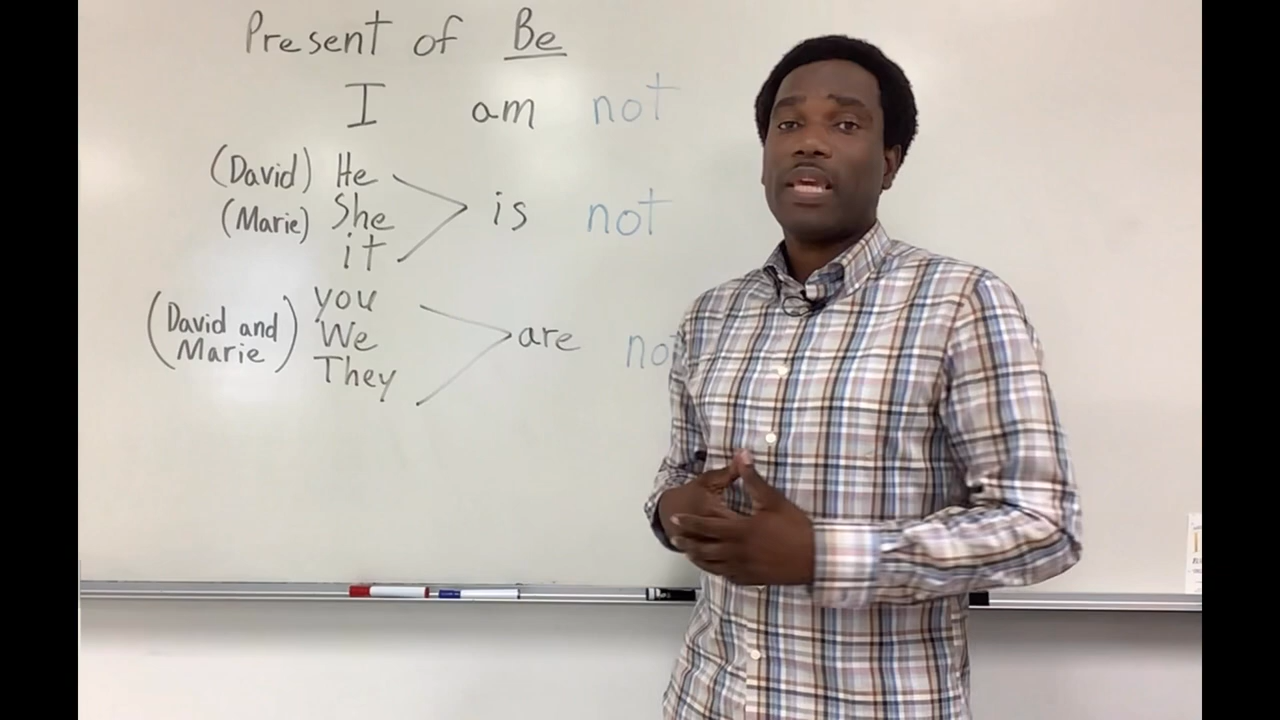 Present of Be
I am not
(David) He
(Marie) She is not
it
you
(David and We are no
Marie) They